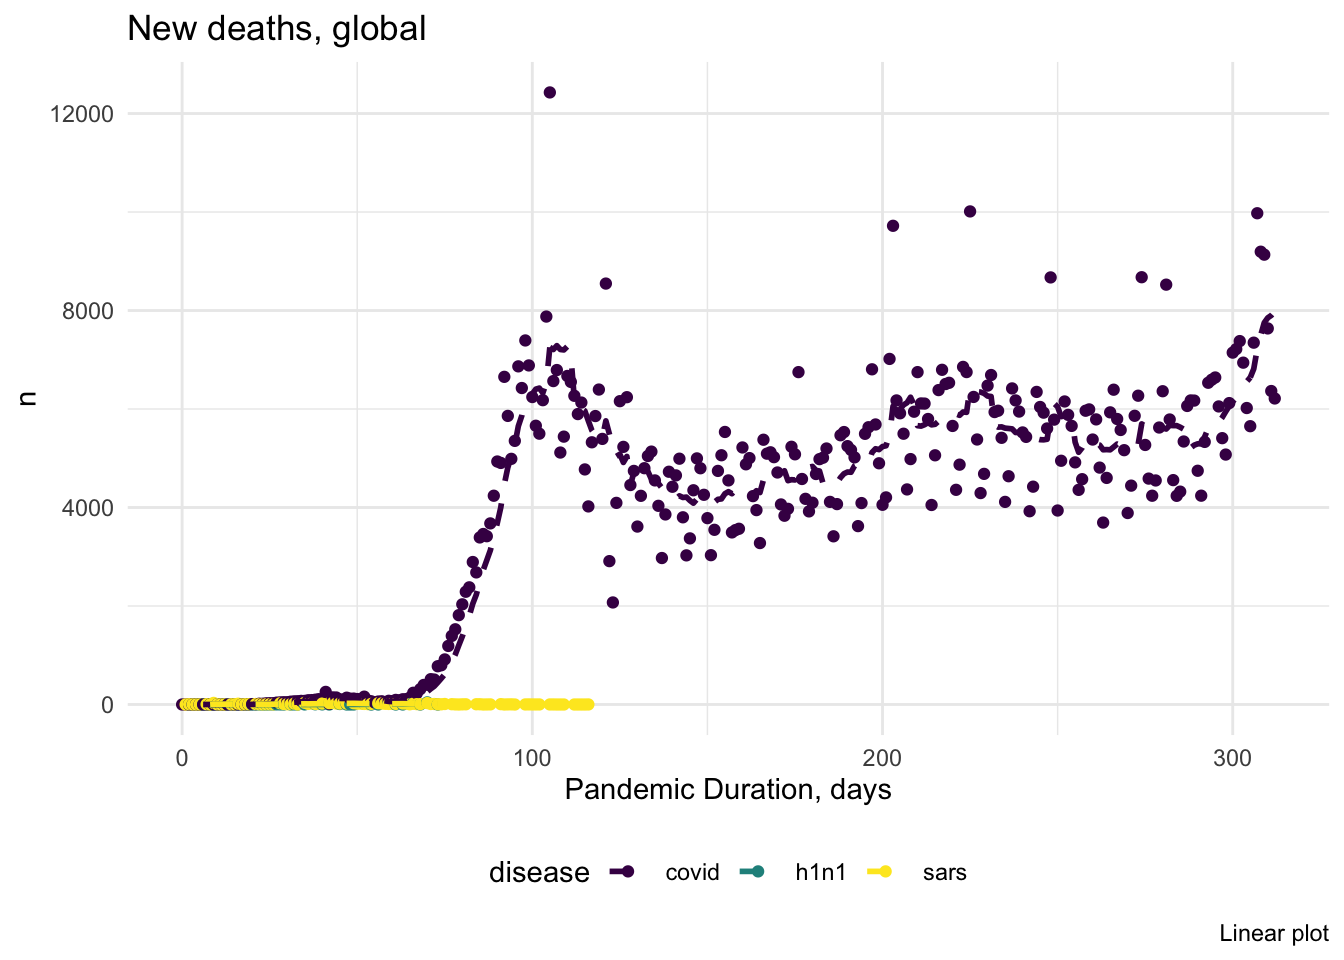 New deaths, global
12000
8000
4000
0
n
0 100 200 300
Pandemic Duration, days
disease covid h1n1 sars
Linear plot